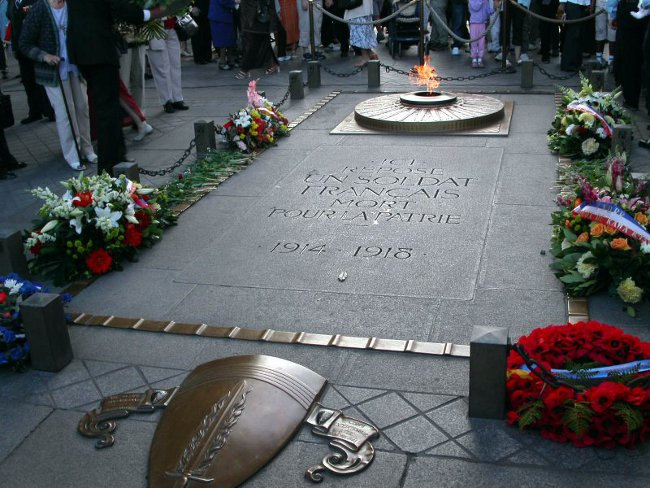 ICI
REPOSE
UN SOLDAT
FRANÇAIS
MORT
POUR LA PATRIE
1914 · 1918